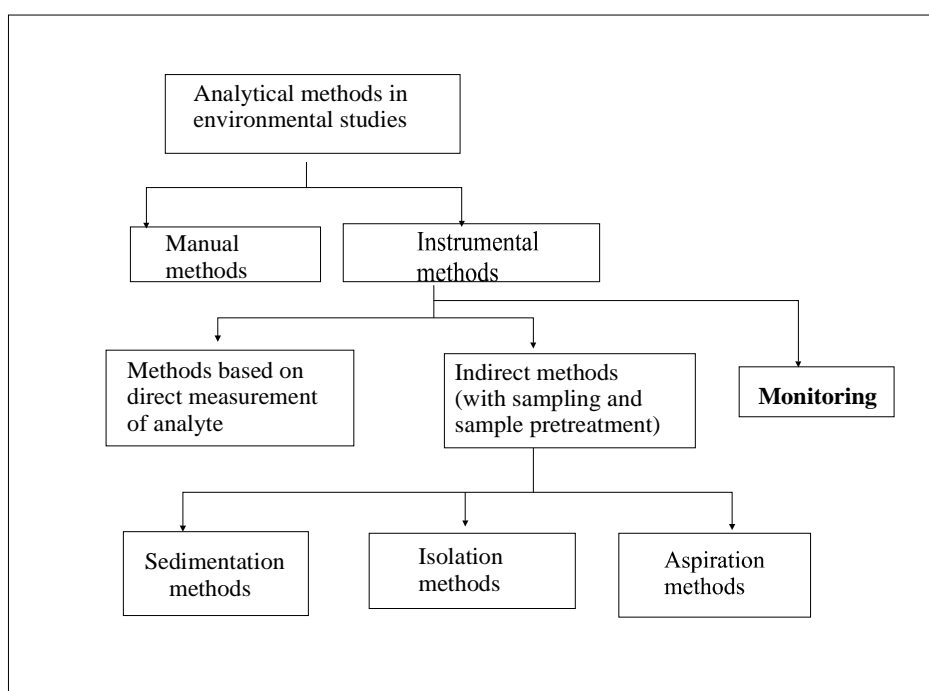 Analytical methods in
environmental studies
Manual
methods
Instrumental
methods
Methods based on
direct measurement
of analyte
Indirect methods
(with sampling and
sample pretreatment)
Monitoring
Sedimentation
methods
Isolation
methods
Aspiration
methods